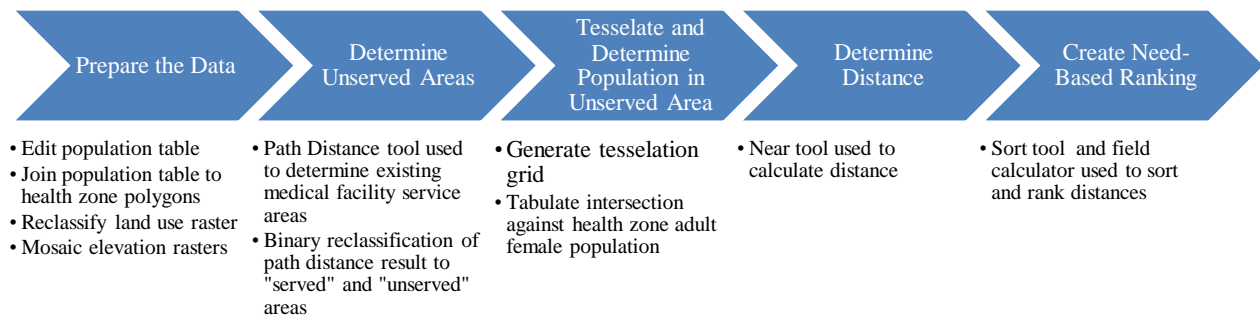 Prepare the Data
• Edit population table
• Join population table to
health zone polygons
• Reclassify land use raster
• Mosaic elevation rasters
Determine
Unserved Areas
• Path Distance tool used
to determine existing
medical facility service
areas
• Binary reclassification of
path distance result to
"served" and "unserved"
areas
Tesselate and
Determine
Population in
Unserved Area
• Generate tesselation
grid
• Tabulate intersection
against health zone adult
female population
Determine
Distance
• Near tool used to
calculate distance
Create Need-
Based Ranking
• Sort tool and field
calculator used to sort
and rank distances